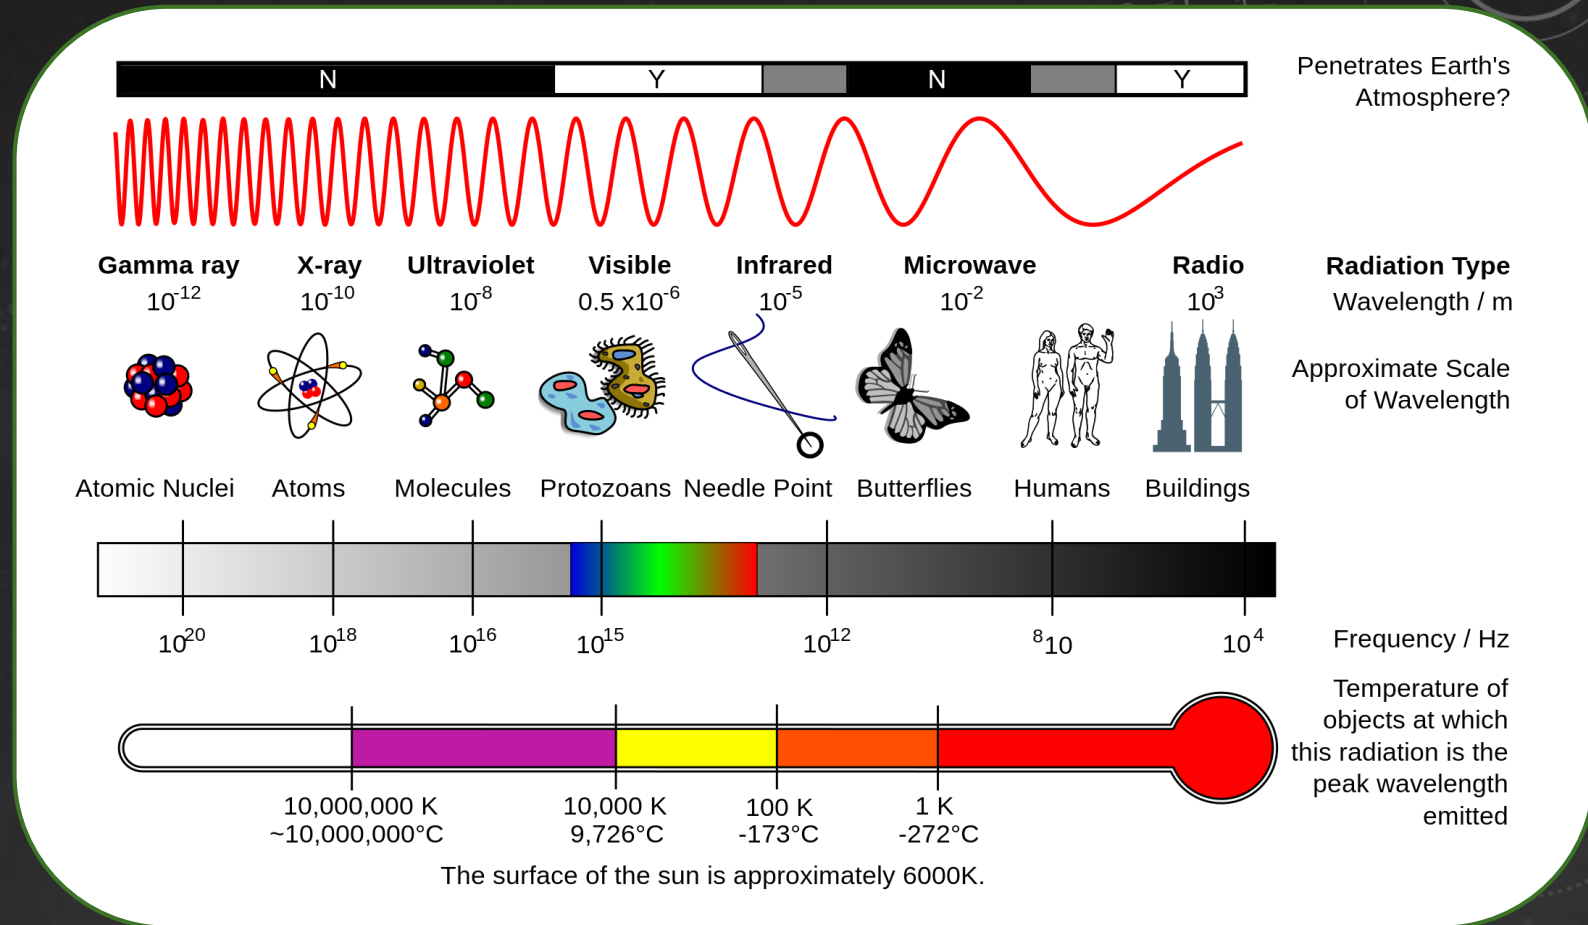 N Y N Y
Penetrates Earth's
Atmosphere?
Gamma ray X-ray Ultraviolet Visible Infrared Microwave Radio Radiation Type
10⁻¹² 10⁻¹⁰ 10⁻⁸ 0.5 x10⁻⁶ 10⁻⁵ 10⁻² 10³ Wavelength / m
Approximate Scale
of Wavelength
Atomic Nuclei Atoms Molecules Protozoans Needle Point Butterflies Humans Buildings
10²⁰ 10¹⁸ 10¹⁶ 10¹⁵ 10¹² ⁸10 10⁴ Frequency / Hz
Temperature of
objects at which
this radiation is the
peak wavelength
emitted
10,000,000 K 10,000 K 100 K 1 K
~10,000,000°C 9,726°C -173°C -272°C
The surface of the sun is approximately 6000K.